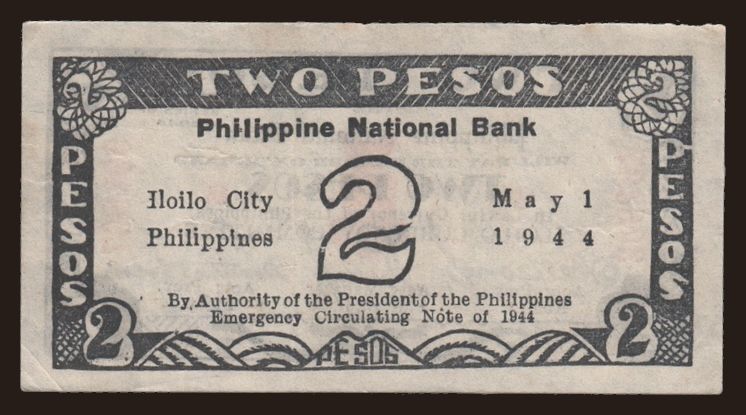 2 TWO PESOS 2
Philippine National Bank
PESOS
PESOS
2
Iloilo City May 1
Philippines 1944
By Authority of the President of the Philippines
Emergency Circulating Note of 1944
2 PESOS 2